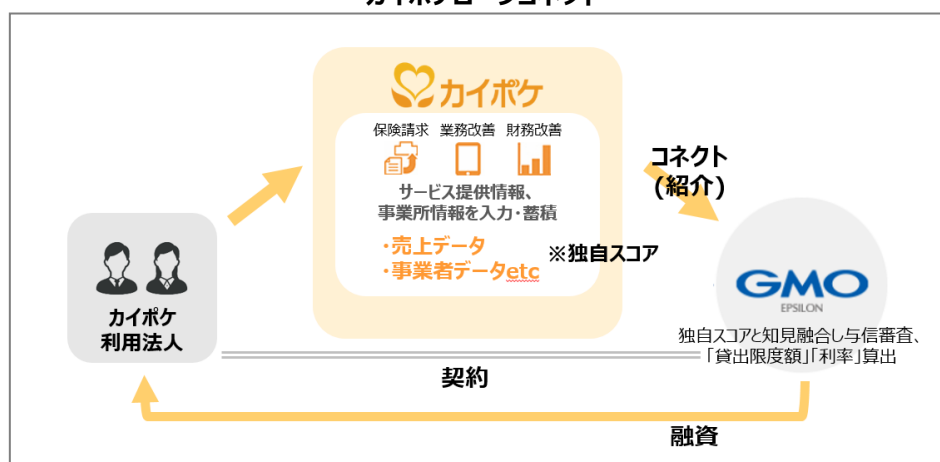 カイポケ
保険請求 業務改善 財務改善
サービス提供情報、
事業所情報を入力・蓄積
・売上データ
・事業者データetc
※独自スコア
コネクト
(紹介)
カイポケ
利用法人
GMO
EPSILON
独自スコアと知見融合し与信審査、
「貸出限度額」「利率」算出
契約
融資